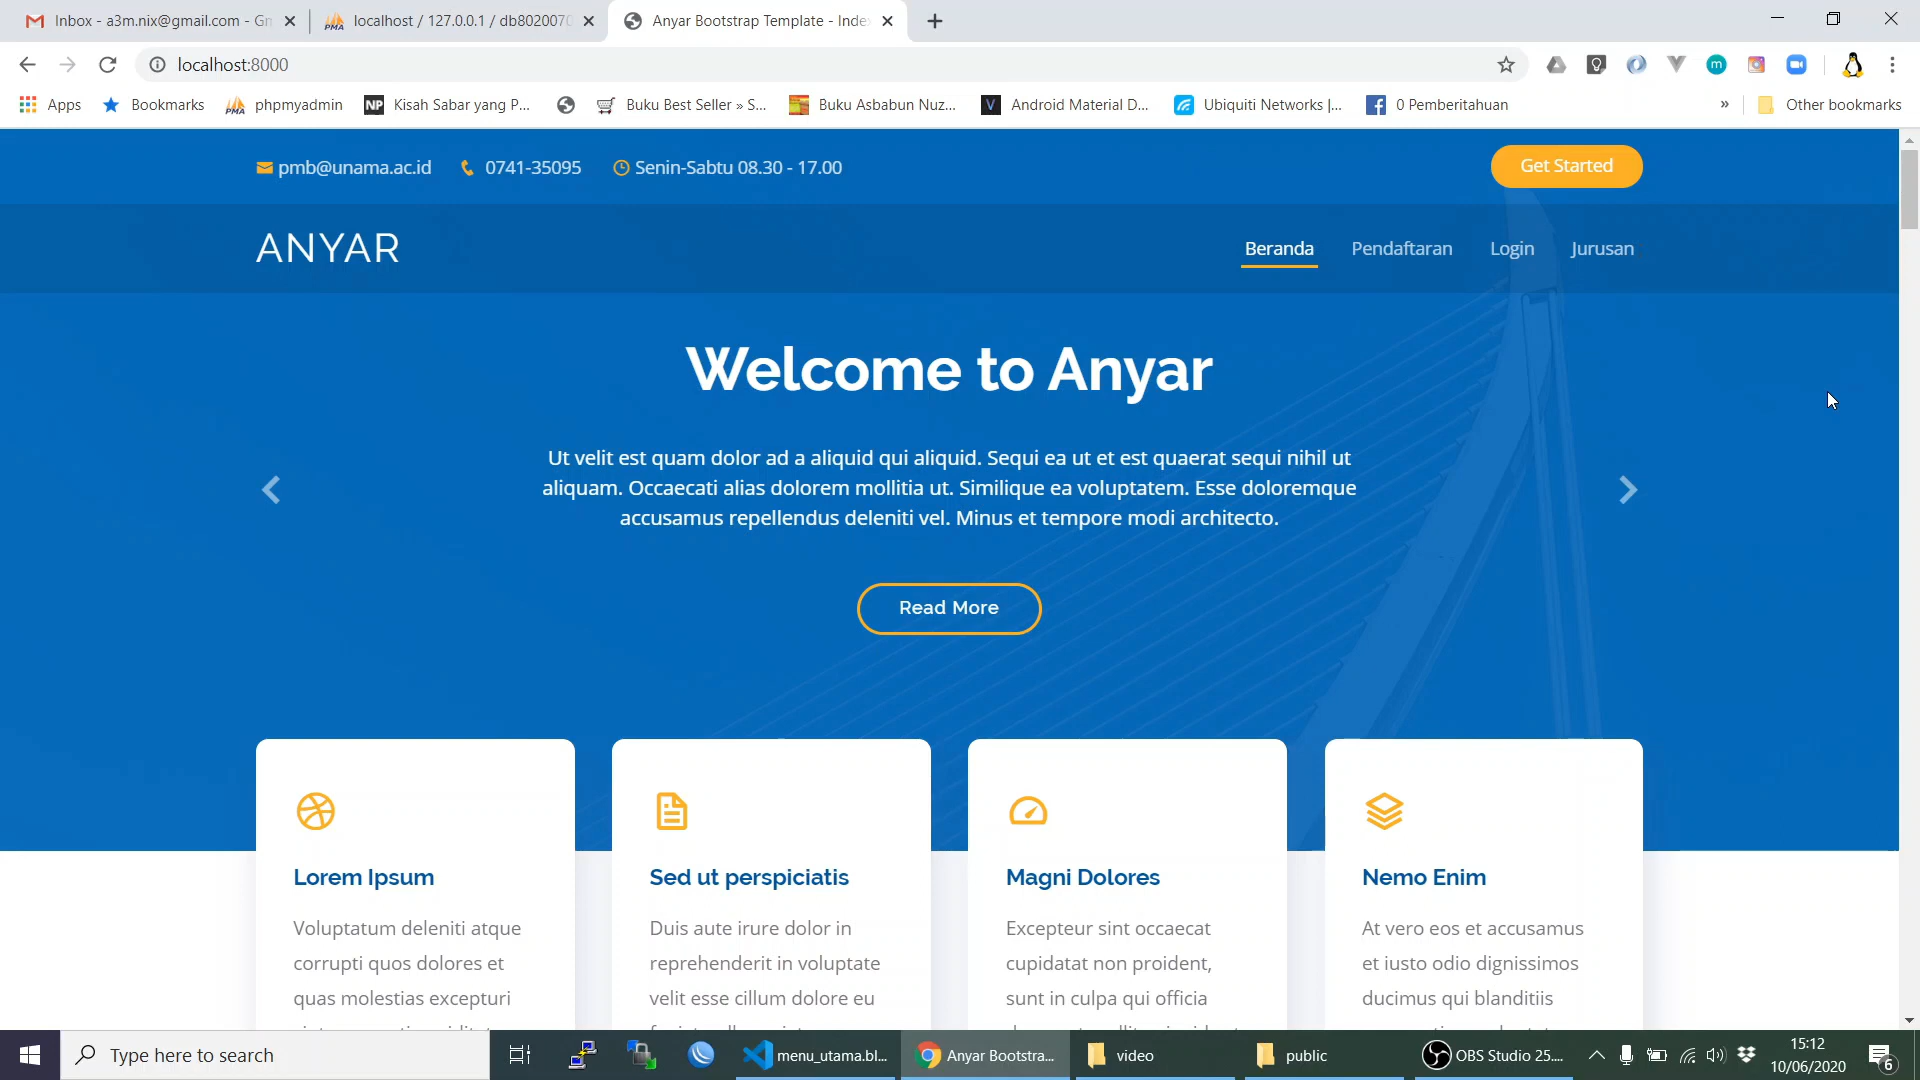 Inbox - a3m.nix@gmail.com - Gm
localhost / 127.0.0.1 / db8020070
Anyar Bootstrap Template - Index
localhost:8000
Apps
Bookmarks
phpmyadmin
Kisah Sabar yang P...
Buku Best Seller » S...
Buku Asbabun Nuz...
Android Material D...
Ubiquiti Networks |...
0 Pemberitahuan
»
Other bookmarks
pmb@unama.ac.id
0741-35095
Senin-Sabtu 08.30 - 17.00
Get Started
ANYAR
Beranda
Pendaftaran
Login
Jurusan
Welcome to Anyar
Ut velit est quam dolor ad a aliquid qui aliquid. Sequi ea ut et est quaerat sequi nihil ut
aliquam. Occaecati alias dolorem mollitia ut. Similique ea voluptatem. Esse doloremque
accusamus repellendus deleniti vel. Minus et tempore modi architecto.
Read More
Lorem Ipsum
Voluptatum deleniti atque
corrupti quos dolores et
quas molestias excepturi
Sed ut perspiciatis
Duis aute irure dolor in
reprehenderit in voluptate
velit esse cillum dolore eu
Magni Dolores
Excepteur sint occaecat
cupidatat non proident,
sunt in culpa qui officia
Nemo Enim
At vero eos et accusamus
et iusto odio dignissimos
ducimus qui blanditiis
Type here to search
menu_utama.bl...
Anyar Bootstra...
video
public
OBS Studio 25....
15:12
10/06/2020
6